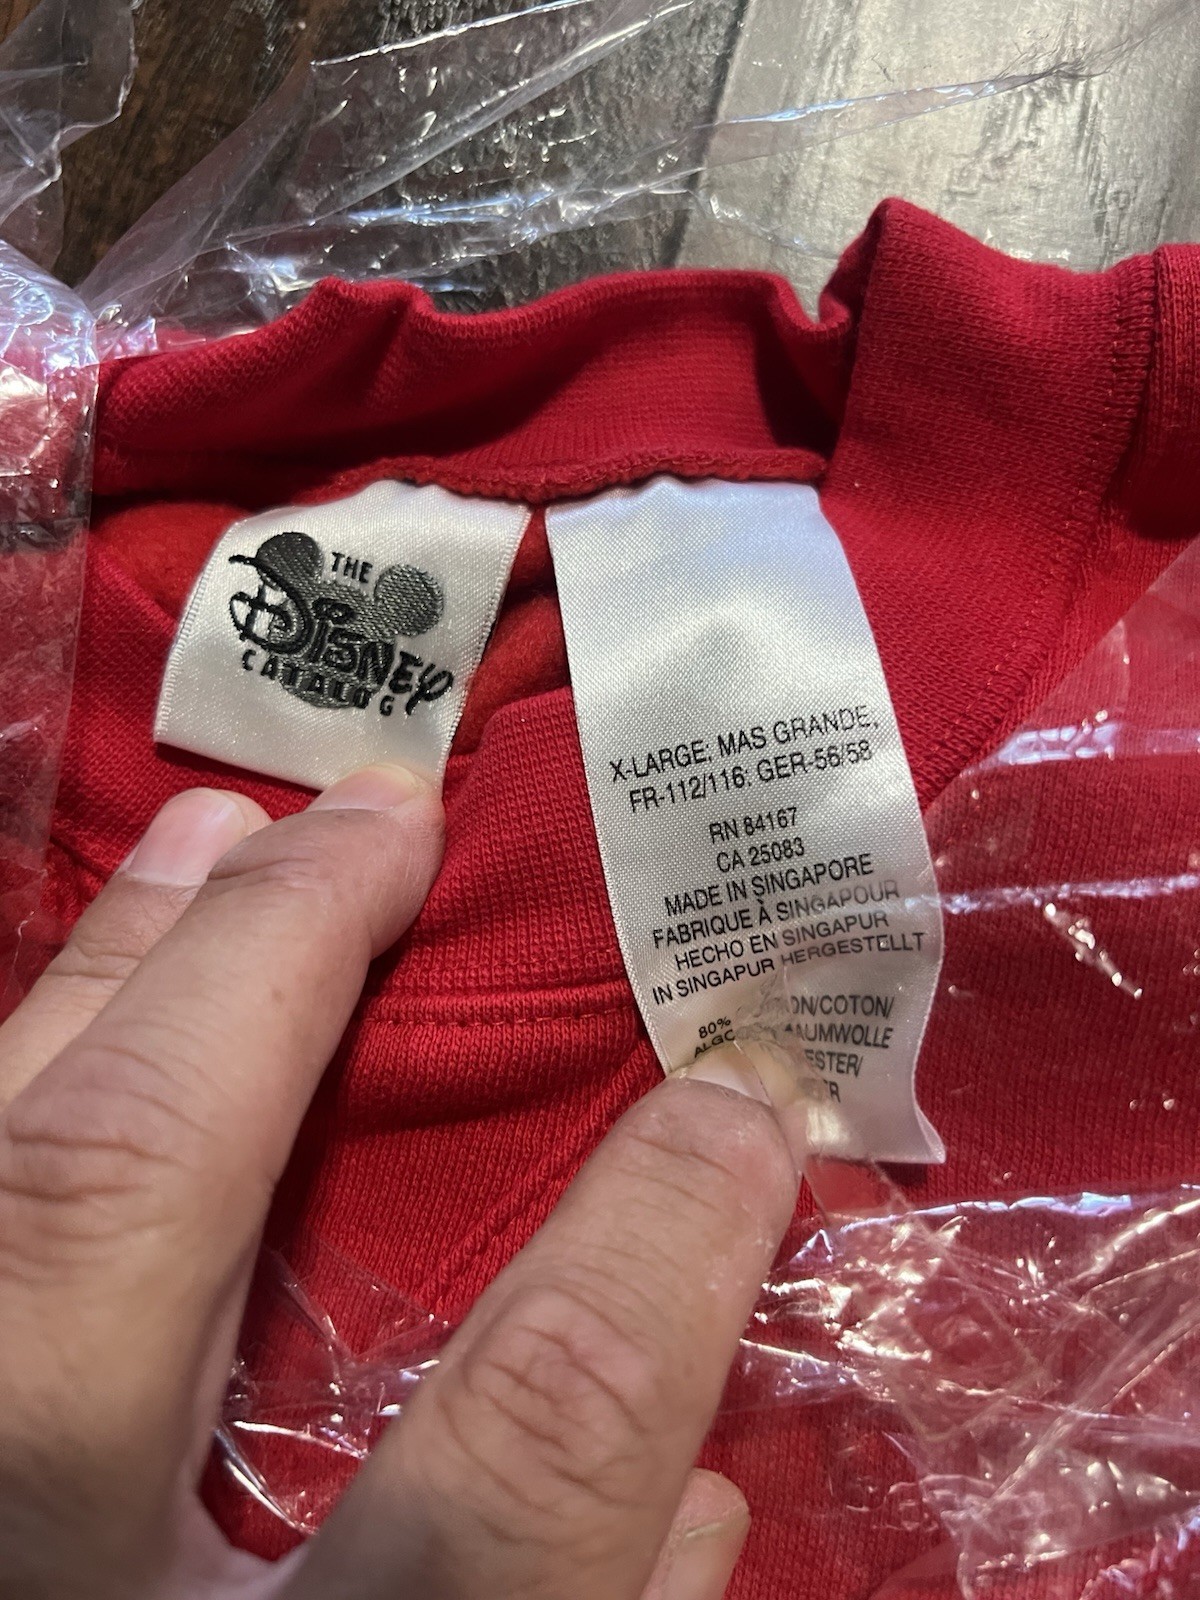 THE
Disney
CATALOG
X-LARGE; MAS GRANDE,
FR-112/116; GER-56/58
RN 84167
CA 25083
MADE IN SINGAPORE
FABRIQUE À SINGAPOUR
HECHO EN SINGAPUR
IN SINGAPUR HERGESTELLT
80% /COTON/